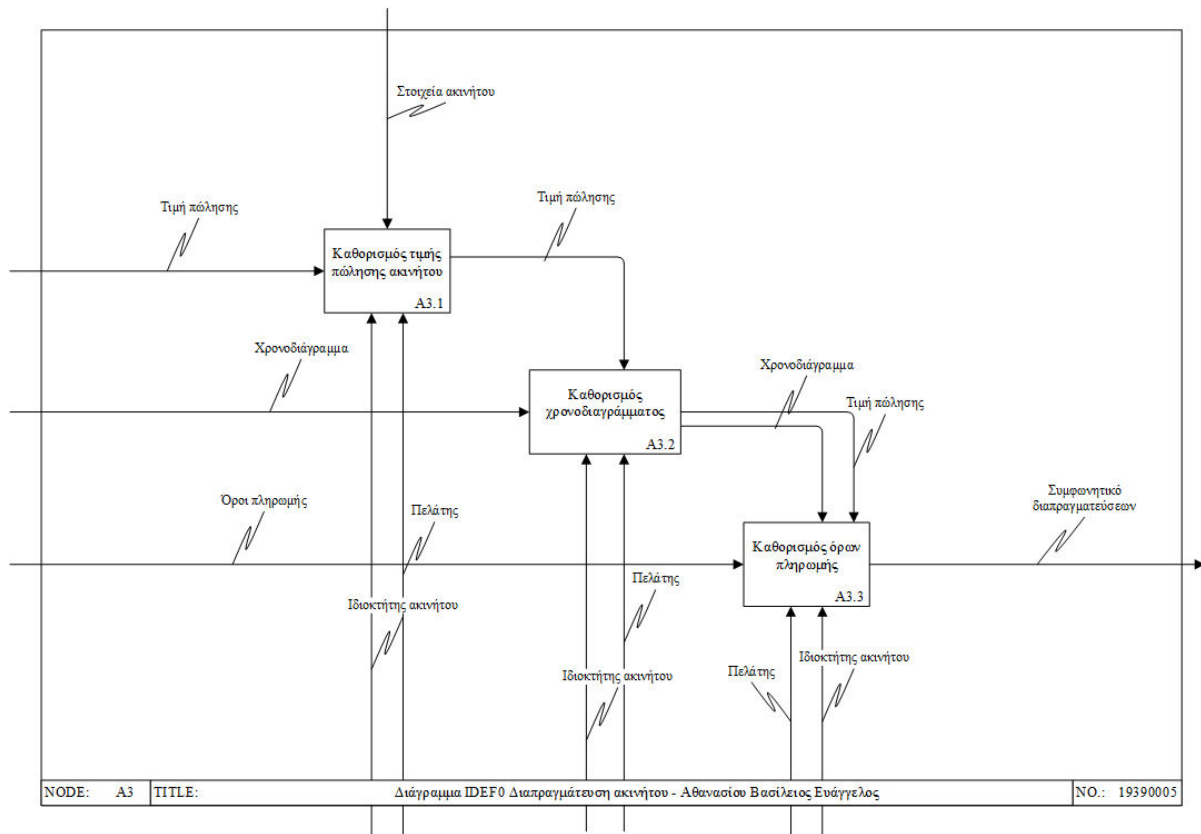 Στοιχεία ακινήτου
Τιμή πώλησης
Τιμή πώλησης
Καθορισμός τιμής
πώλησης ακινήτου
A3.1
Χρονοδιάγραμμα
Χρονοδιάγραμμα
Καθορισμός
χρονοδιαγράμματος
A3.2
Τιμή πώλησης
Όροι πληρωμής
Πελάτης
Συμφωνητικό
διαπραγματεύσεων
Καθορισμός όρων
πληρωμής
A3.3
Πελάτης
Ιδιοκτήτης ακινήτου
Ιδιοκτήτης ακινήτου
Πελάτης
Ιδιοκτήτης ακινήτου
NODE: A3 TITLE: Διάγραμμα IDEF0 Διαπραγμάτευση ακινήτου - Αθανασίου Βασίλειος Ευάγγελος NO.: 19390005